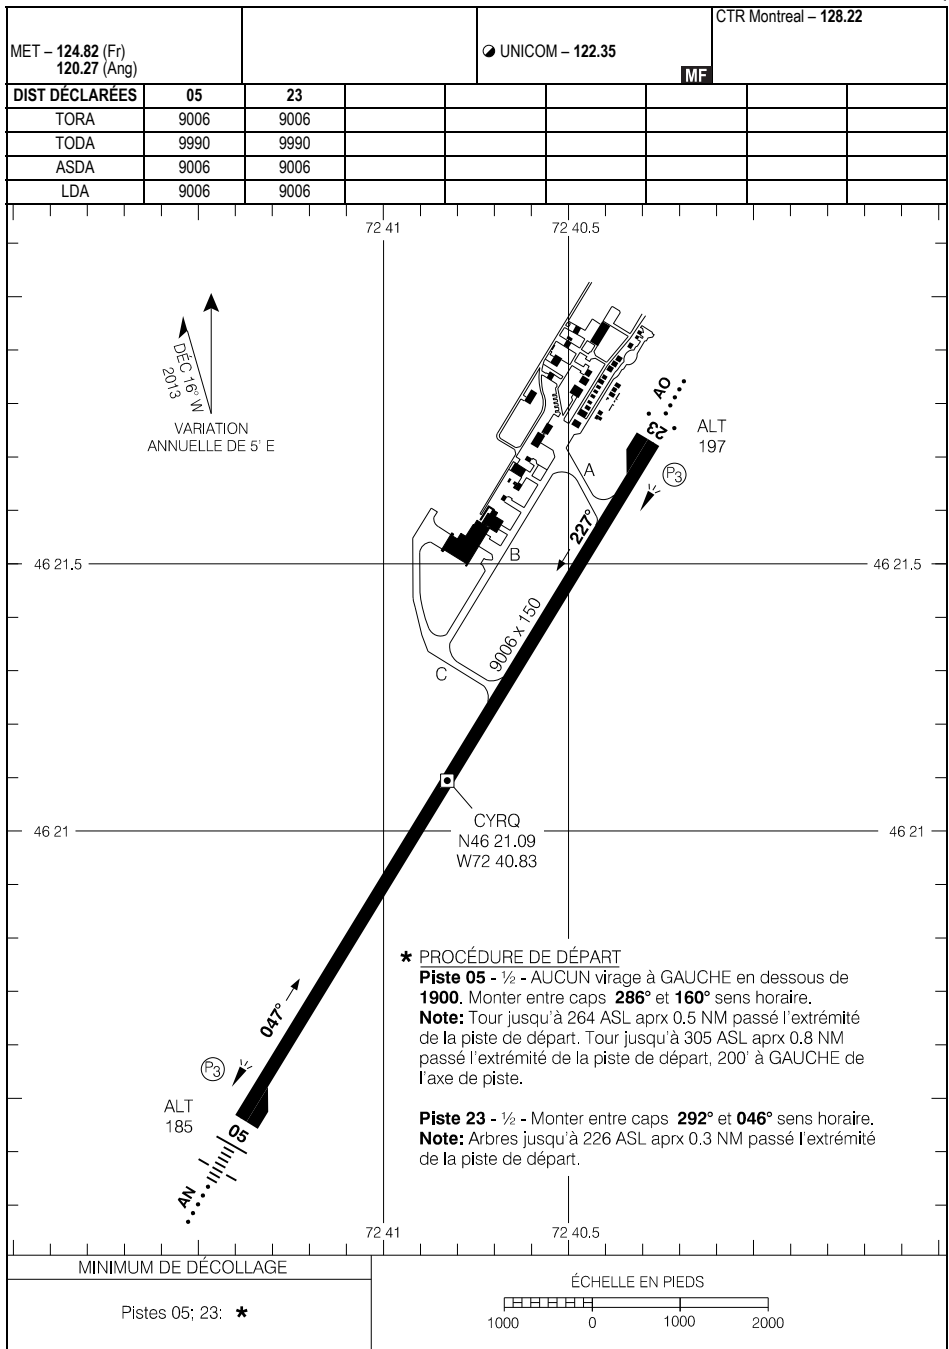 CTR Montreal – 128.22
MET – 124.82 (Fr)
120.27 (Ang)
UNICOM – 122.35
MF
DIST DÉCLARÉES 05 23
TORA 9006 9006
TODA 9990 9990
ASDA 9006 9006
LDA 9006 9006
72 41 72 40.5
DÉC 16° W
2013
VARIATION
ANNUELLE DE 5' E
AO
23
ALT
197
P3
A
227°
46 21.5 46 21.5
B
9006 x 150
C
CYRQ
N46 21.09
W72 40.83
46 21 46 21
* PROCÉDURE DE DÉPART
Piste 05 - ½ - AUCUN virage à GAUCHE en dessous de
1900. Monter entre caps 286° et 160° sens horaire.
Note: Tour jusqu'à 264 ASL aprx 0.5 NM passé l'extrémité
de la piste de départ. Tour jusqu'à 305 ASL aprx 0.8 NM
passé l'extrémité de la piste de départ, 200' à GAUCHE de
l'axe de piste.
Piste 23 - ½ - Monter entre caps 292° et 046° sens horaire.
Note: Arbres jusqu'à 226 ASL aprx 0.3 NM passé l'extrémité
de la piste de départ.
047°
P3
ALT
185
05
AN
72 41 72 40.5
MINIMUM DE DÉCOLLAGE
Pistes 05; 23: *
ÉCHELLE EN PIEDS
1000 0 1000 2000